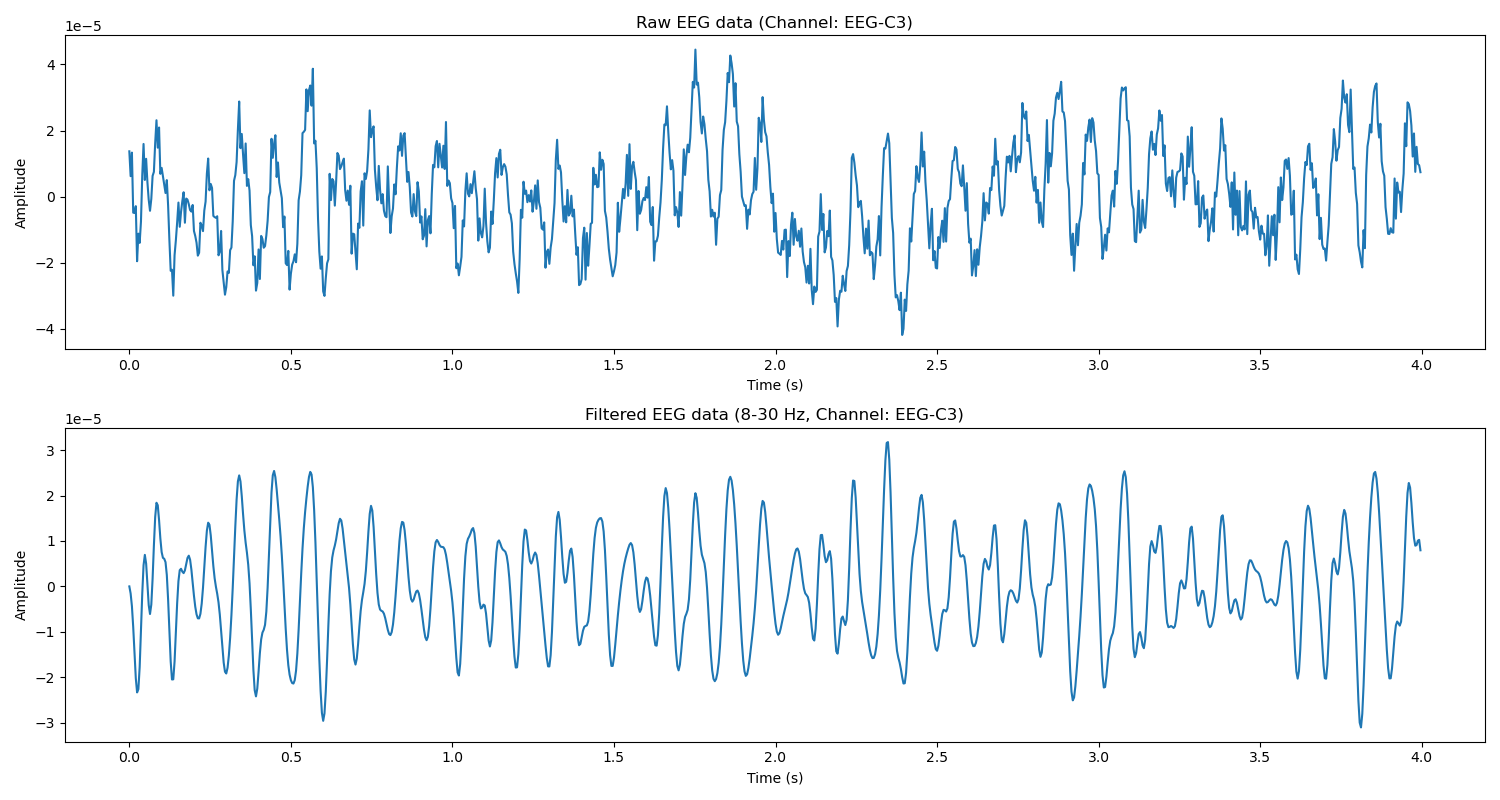 Raw EEG data (Channel: EEG-C3)
1e−5
4
2
0
−2
−4
Amplitude
0.0 0.5 1.0 1.5 2.0 2.5 3.0 3.5 4.0
Time (s)
Filtered EEG data (8-30 Hz, Channel: EEG-C3)
1e−5
3
2
1
0
−1
−2
−3
Amplitude
0.0 0.5 1.0 1.5 2.0 2.5 3.0 3.5 4.0
Time (s)